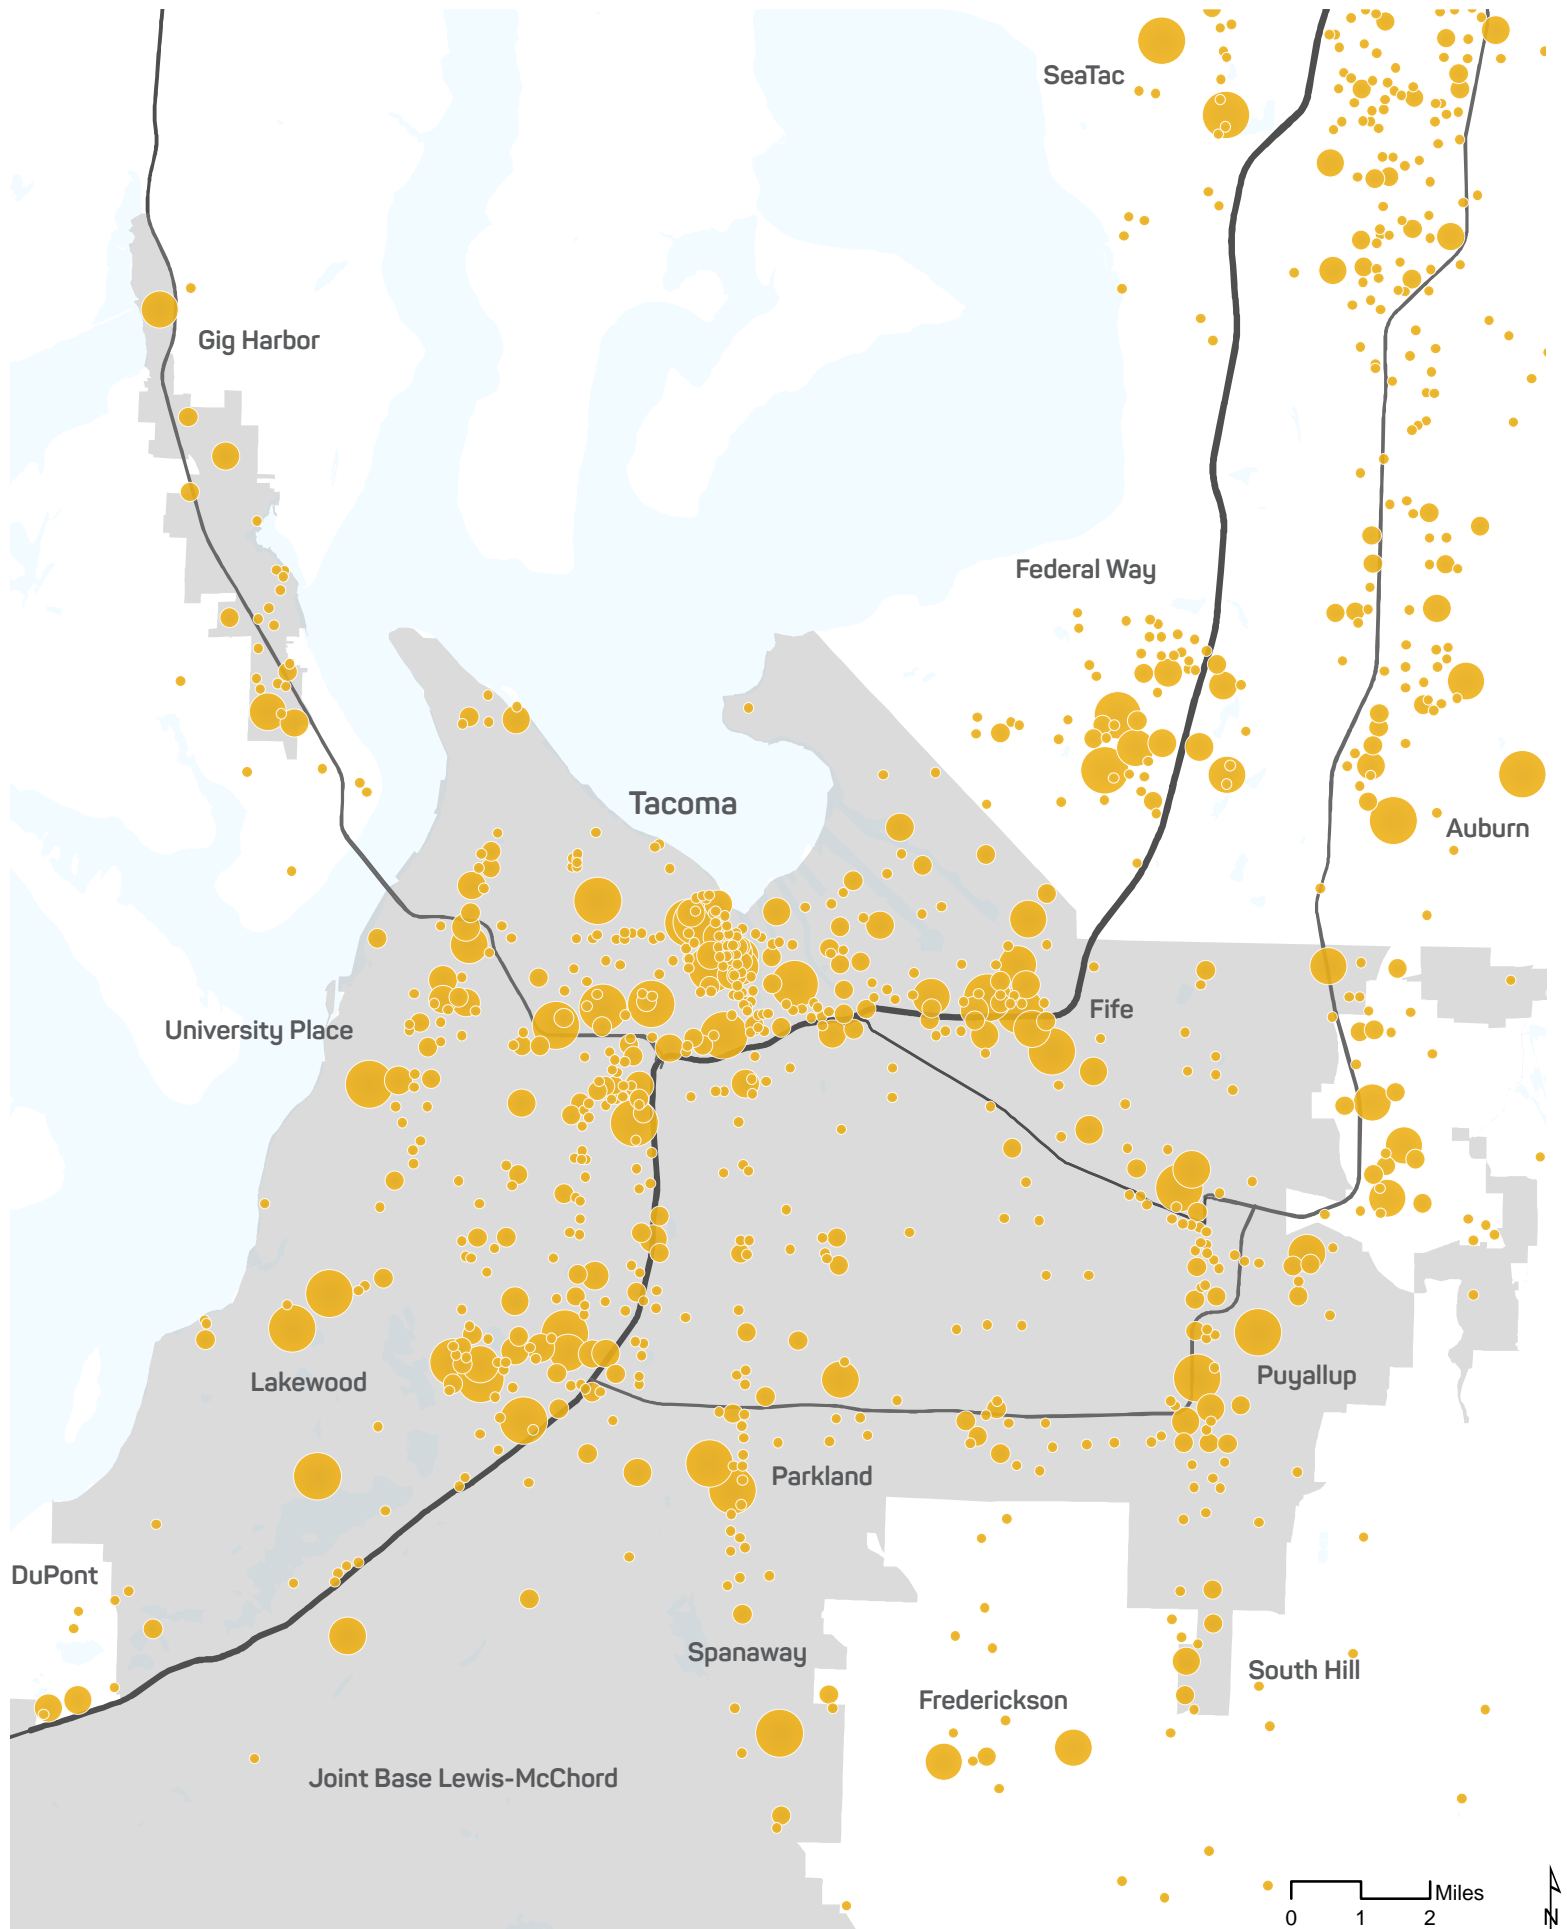 SeaTac
Gig Harbor
Federal Way
Tacoma
Auburn
Fife
University Place
Lakewood
Puyallup
Parkland
DuPont
Spanaway
South Hill
Frederickson
Joint Base Lewis-McChord
Miles
0 1 2
N